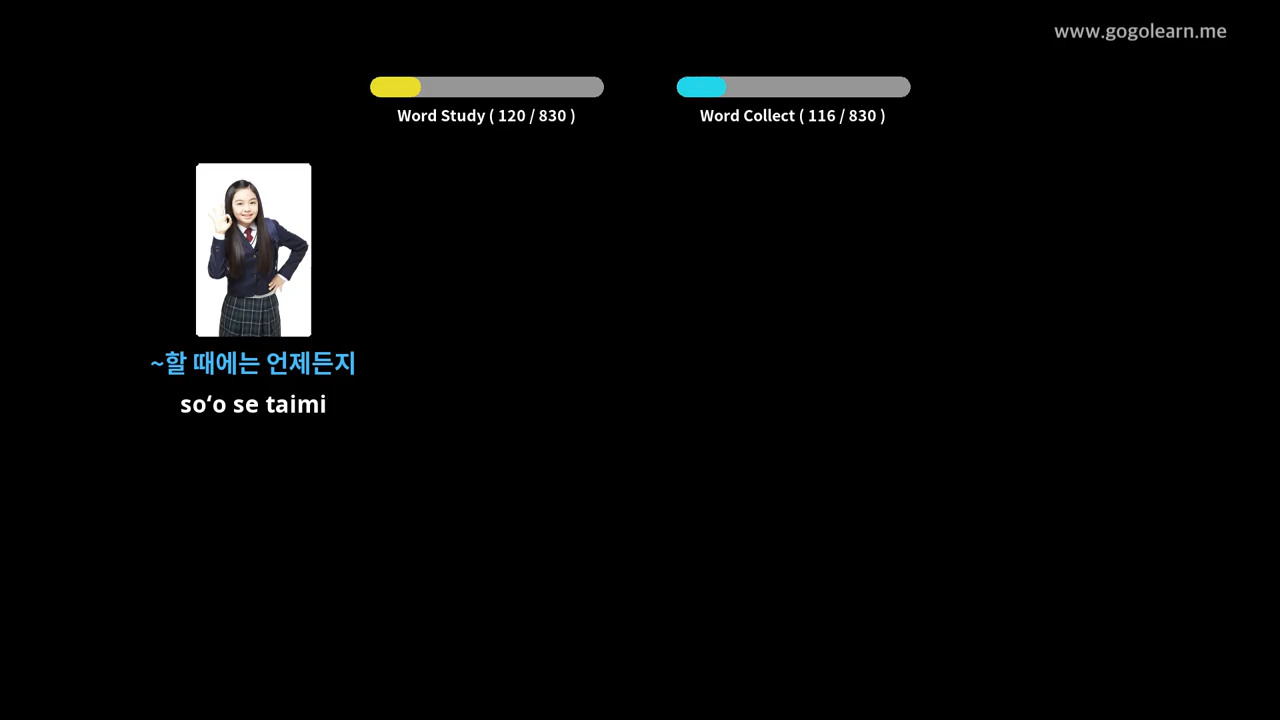 www.gogolearn.me
Word Study ( 120 / 830 )
Word Collect ( 116 / 830 )
~할 때에는 언제든지
so‘o se taimi